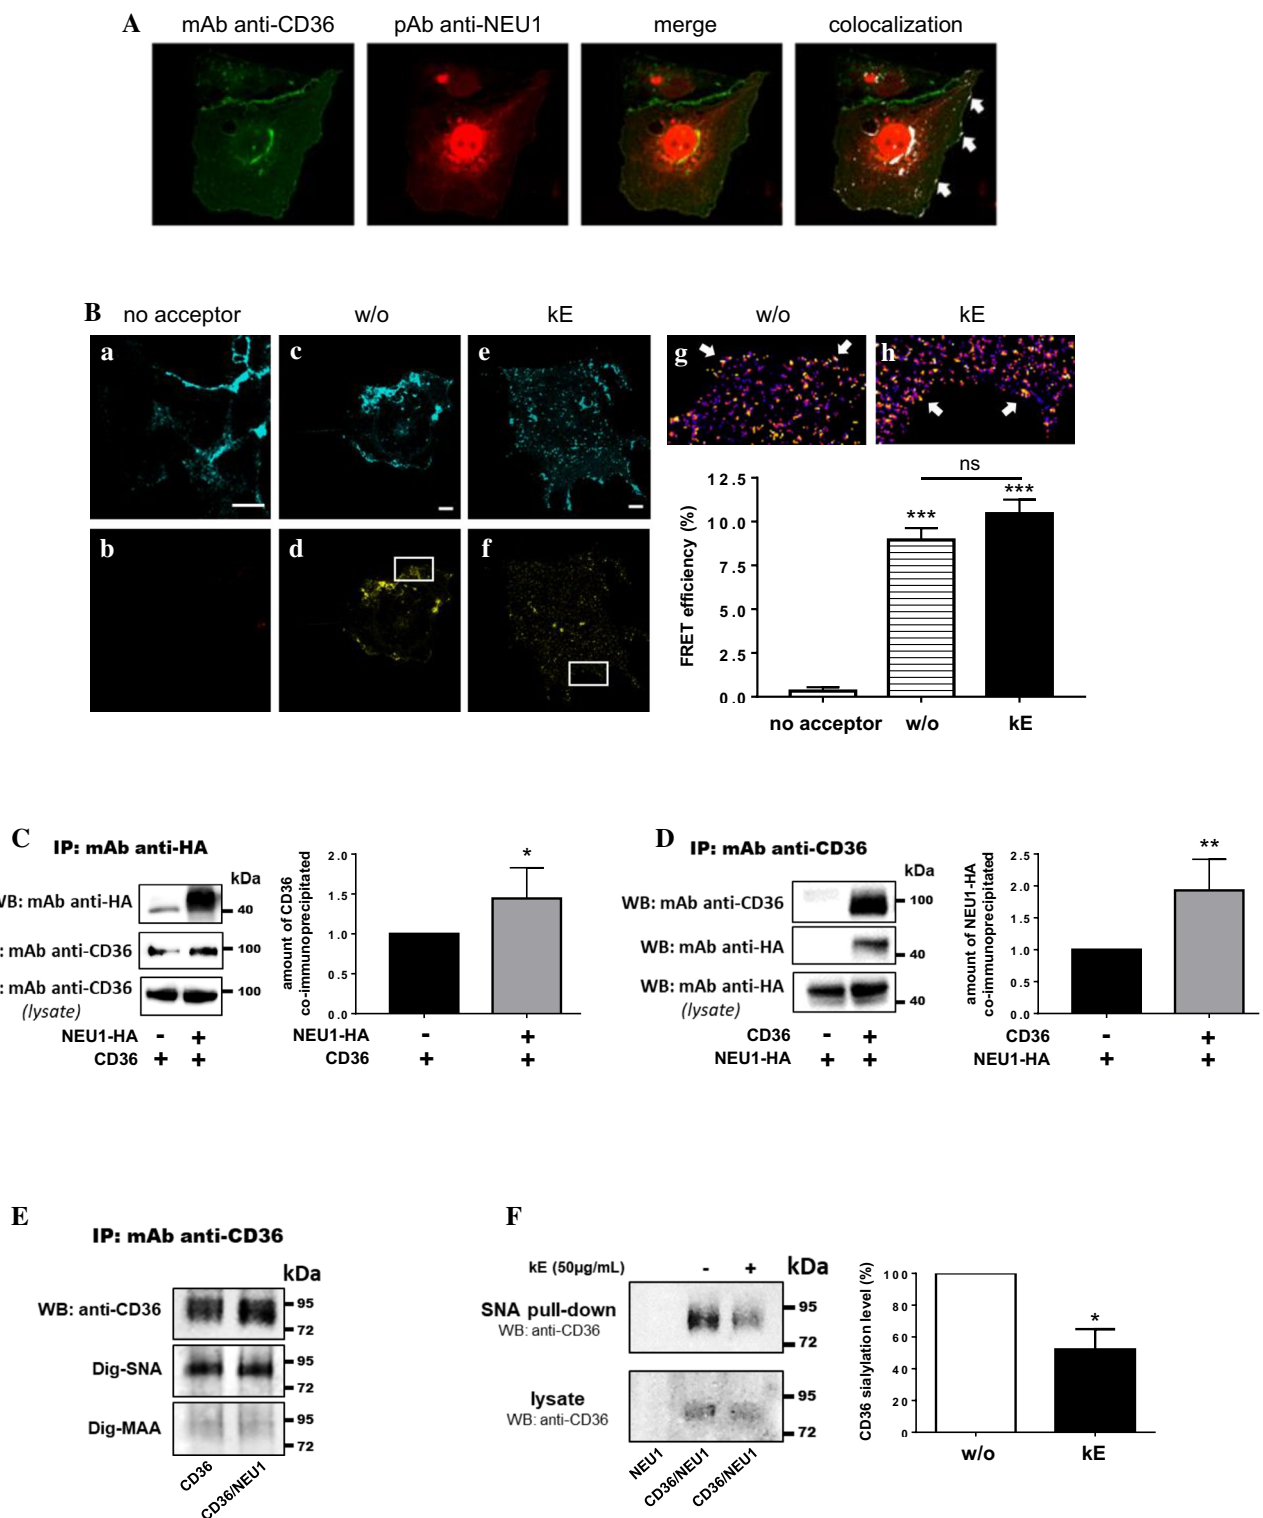 A mAb anti-CD36 pAb anti-NEU1 merge colocalization
B no acceptor w/o kE w/o kE
a c e g h
b d f
ns
*** ***
FRET efficiency (%)
12.5
10.0
7.5
5.0
2.5
0.0
no acceptor w/o kE
C
IP: mAb anti-HA
kDa
WB: mAb anti-HA 40
: mAb anti-CD36 100
: mAb anti-CD36 100
(lysate)
NEU1-HA - +
CD36 + +
amount of CD36
co-immunoprecipitated
2.0
1.5
1.0
0.5
0.0
*
NEU1-HA - +
CD36 + +
D
IP: mAb anti-CD36
kDa
WB: mAb anti-CD36 100
WB: mAb anti-HA 40
WB: mAb anti-HA 40
(lysate)
CD36 - +
NEU1-HA + +
amount of NEU1-HA
co-immunoprecipitated
2.5
2.0
1.5
1.0
0.5
0.0
**
CD36 - +
NEU1-HA + +
E
IP: mAb anti-CD36
kDa
WB: anti-CD36 95
72
Dig-SNA 95
72
Dig-MAA 95
72
CD36 CD36/NEU1
F
kE (50µg/mL) - + kDa
SNA pull-down 95
WB: anti-CD36 72
lysate 95
WB: anti-CD36 72
NEU1 CD36/NEU1 CD36/NEU1
CD36 sialylation level (%)
100
80
60
40
20
0
*
w/o kE